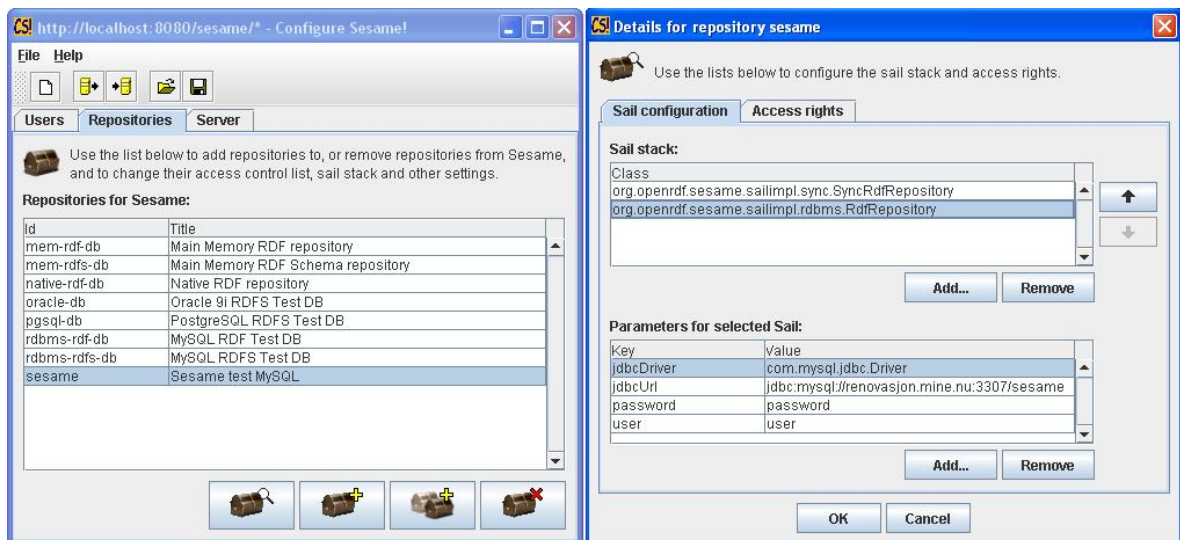 CS! http://localhost:8080/sesame/* - Configure Sesame!
File Help
Users Repositories Server
Use the list below to add repositories to, or remove repositories from Sesame,
and to change their access control list, sail stack and other settings.
Repositories for Sesame:
Id Title
mem-rdf-db Main Memory RDF repository
mem-rdfs-db Main Memory RDF Schema repository
native-rdf-db Native RDF repository
oracle-db Oracle 9i RDFS Test DB
pgsql-db PostgreSQL RDFS Test DB
rdbms-rdf-db MySQL RDF Test DB
rdbms-rdfs-db MySQL RDFS Test DB
sesame Sesame test MySQL
CS! Details for repository sesame
Use the lists below to configure the sail stack and access rights.
Sail configuration Access rights
Sail stack:
Class
org.openrdf.sesame.sailimpl.sync.SyncRdfRepository
org.openrdf.sesame.sailimpl.rdbms.RdfRepository
Add... Remove
Parameters for selected Sail:
Key Value
jdbcDriver com.mysql.jdbc.Driver
jdbcUrl jdbc:mysql://renovasjon.mine.nu:3307/sesame
password password
user user
Add... Remove
OK Cancel